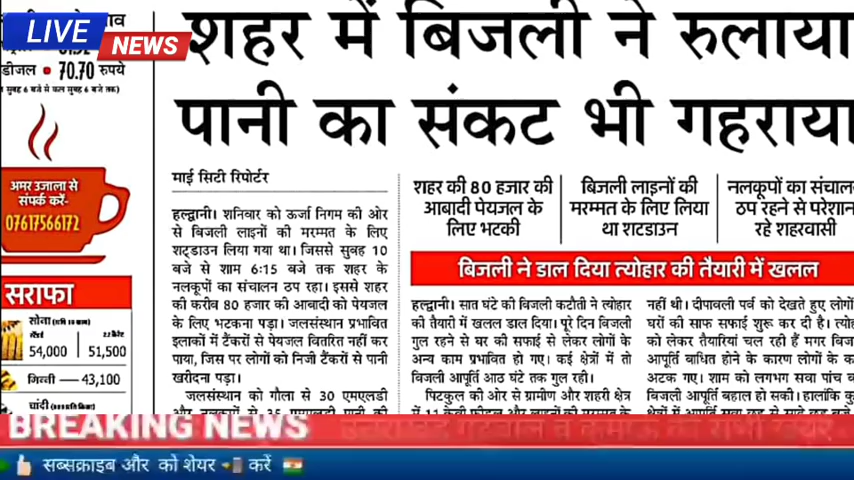 LIVE
NEWS
डीजल • 70.70 रुपये
अमर उजाला से
संपर्क करें-
07617566172
सराफा
सोना
54,000 51,500
गिन्नी — 43,100
चांदी
शहर में बिजली ने रुलाया
पानी का संकट भी गहराया
माई सिटी रिपोर्टर
हल्द्वानी। शनिवार को ऊर्जा निगम की ओर
से बिजली लाइनों की मरम्मत के लिए
शट्डाउन लिया गया था। जिससे सुबह 10
बजे से शाम 6:15 बजे तक शहर के
नलकूपों का संचालन ठप रहा। इससे शहर
की करीब 80 हजार की आबादी को पेयजल
के लिए भटकना पड़ा। जलसंस्थान प्रभावित
इलाकों में टैंकरों से पेयजल वितरित नहीं कर
पाया, जिस पर लोगों को निजी टैंकरों से पानी
खरीदना पड़ा।
जलसंस्थान को गौला से 30 एमएलडी
शहर की 80 हजार की
आबादी पेयजल के
लिए भटकी
बिजली लाइनों की
मरम्मत के लिए लिया
था शटडाउन
नलकूपों का संचाल
ठप रहने से परेशान
रहे शहरवासी
बिजली ने डाल दिया त्योहार की तैयारी में खलल
हल्द्वानी। सात घंटे की बिजली कटौती ने त्योहार
की तैयारी में खलल डाल दिया। पूरे दिन बिजली
गुल रहने से घर की सफाई से लेकर लोगों के
अन्य काम प्रभावित हो गए। कई क्षेत्रों में तो
बिजली आपूर्ति आठ घंटे तक गुल रही।
पिटकुल की ओर से ग्रामीण और शहरी क्षेत्र
नहीं थी। दीपावली पर्व को देखते हुए लोगों
घरों की साफ सफाई शुरू कर दी है। त्यो
को लेकर तैयारियां चल रही हैं मगर बिज
आपूर्ति बाधित होने के कारण लोगों के क
अटक गए। शाम को लगभग सवा पांच ब
बिजली आपूर्ति बहाल हो सकी। हालांकि कु
BREAKING NEWS
सब्सक्राइब और को शेयर करें